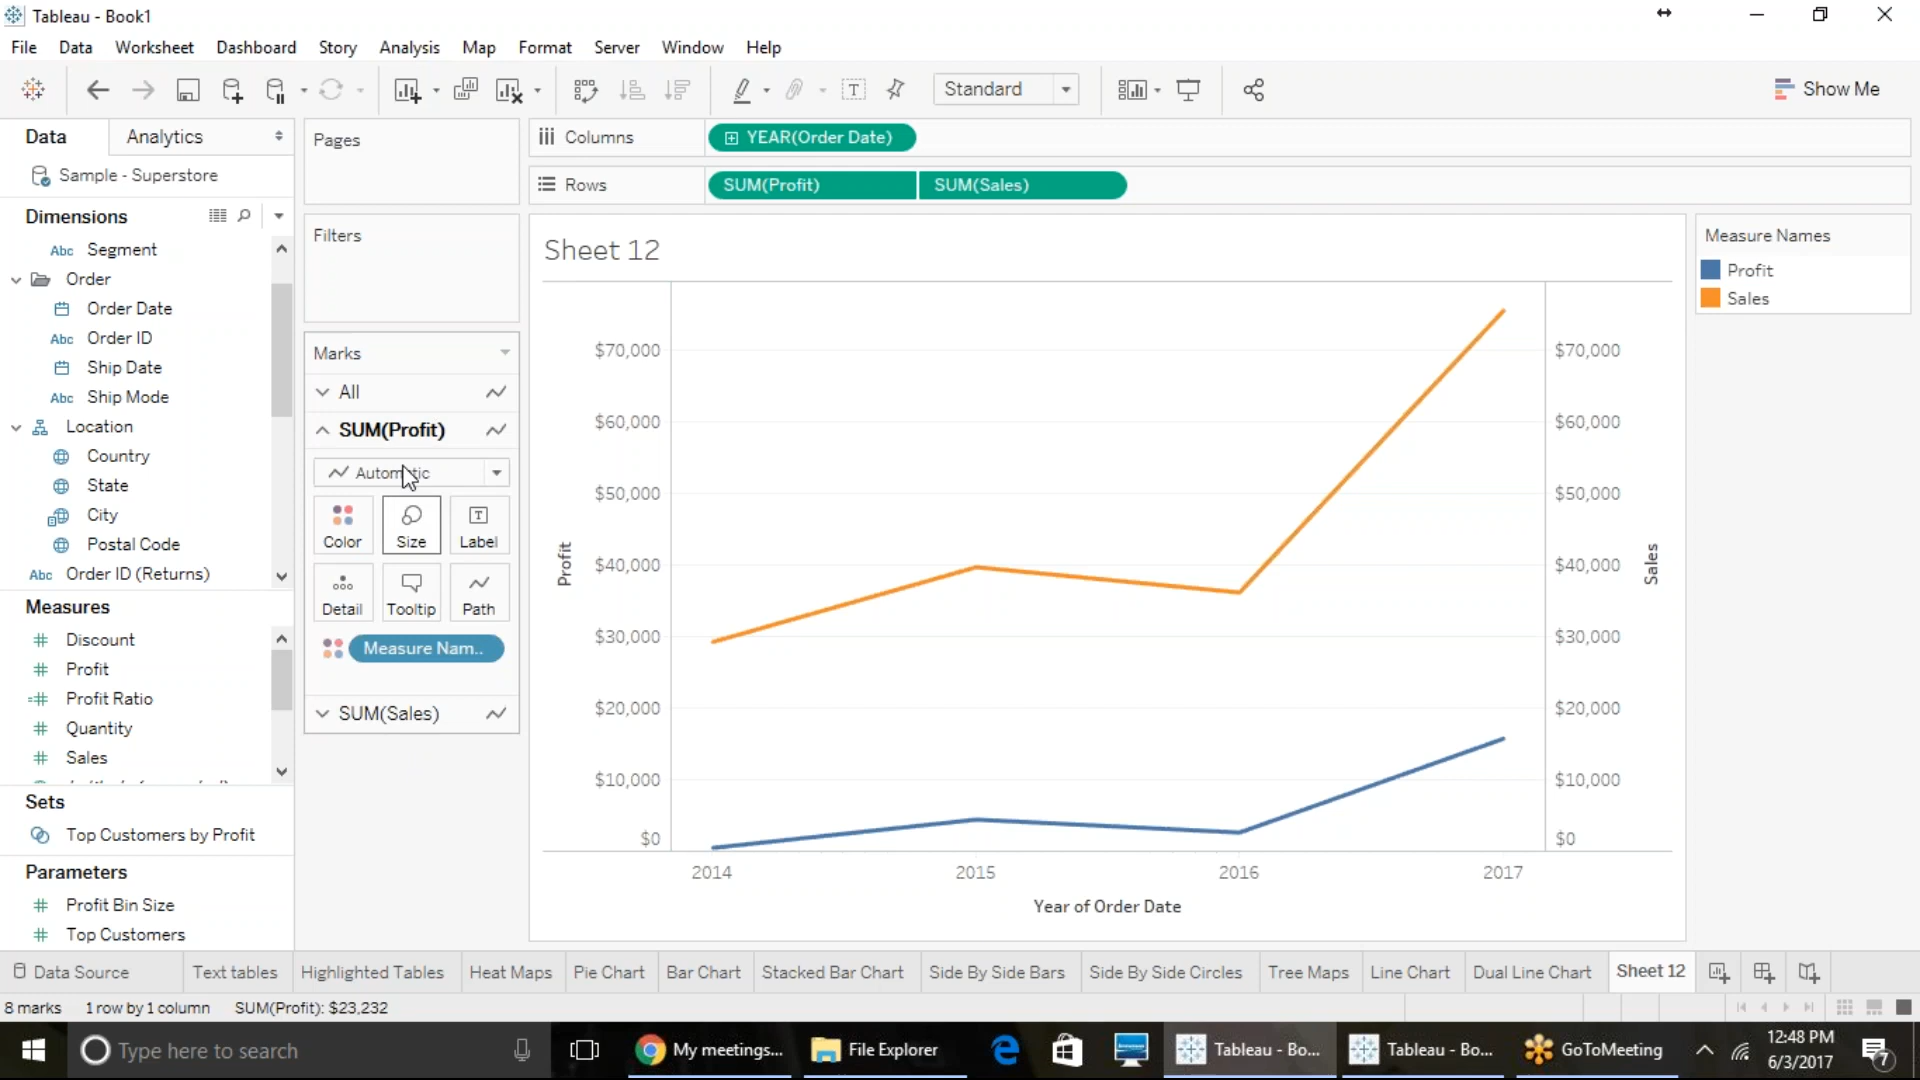 Tableau - Book1
File Data Worksheet Dashboard Story Analysis Map Format Server Window Help
Standard
Show Me
Data Analytics
Pages
Columns YEAR(Order Date)
Sample - Superstore
Rows SUM(Profit) SUM(Sales)
Dimensions
Abc Segment
Order
Order Date
Abc Order ID
Ship Date
Abc Ship Mode
Location
Country
State
City
Postal Code
Abc Order ID (Returns)
Measures
Discount
Profit
Profit Ratio
Quantity
Sales
Sets
Top Customers by Profit
Parameters
Profit Bin Size
Top Customers
Filters
Marks
All
SUM(Profit)
Automatic
Color Size Label
Detail Tooltip Path
Measure Nam..
SUM(Sales)
Sheet 12
Measure Names
Profit
Sales
$70,000 $70,000
$60,000 $60,000
$50,000 $50,000
$40,000 $40,000
$30,000 $30,000
$20,000 $20,000
$10,000 $10,000
$0 $0
Profit
Sales
2014 2015 2016 2017
Year of Order Date
Data Source Text tables Highlighted Tables Heat Maps Pie Chart Bar Chart Stacked Bar Chart Side By Side Bars Side By Side Circles Tree Maps Line Chart Dual Line Chart Sheet 12
8 marks 1 row by 1 column SUM(Profit): $23,232
Type here to search
My meetings...
File Explorer
Tableau - Bo...
Tableau - Bo...
GoToMeeting
12:48 PM
6/3/2017
7